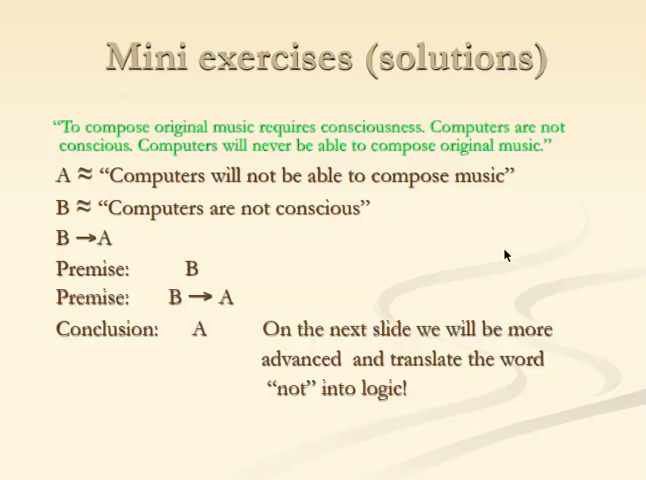 Mini exercises (solutions)
“To compose original music requires consciousness. Computers are not
conscious. Computers will never be able to compose original music.”
A ≈ “Computers will not be able to compose music”
B ≈ “Computers are not conscious”
B →A
Premise: B
Premise: B → A
Conclusion: A On the next slide we will be more
advanced and translate the word
“not” into logic!